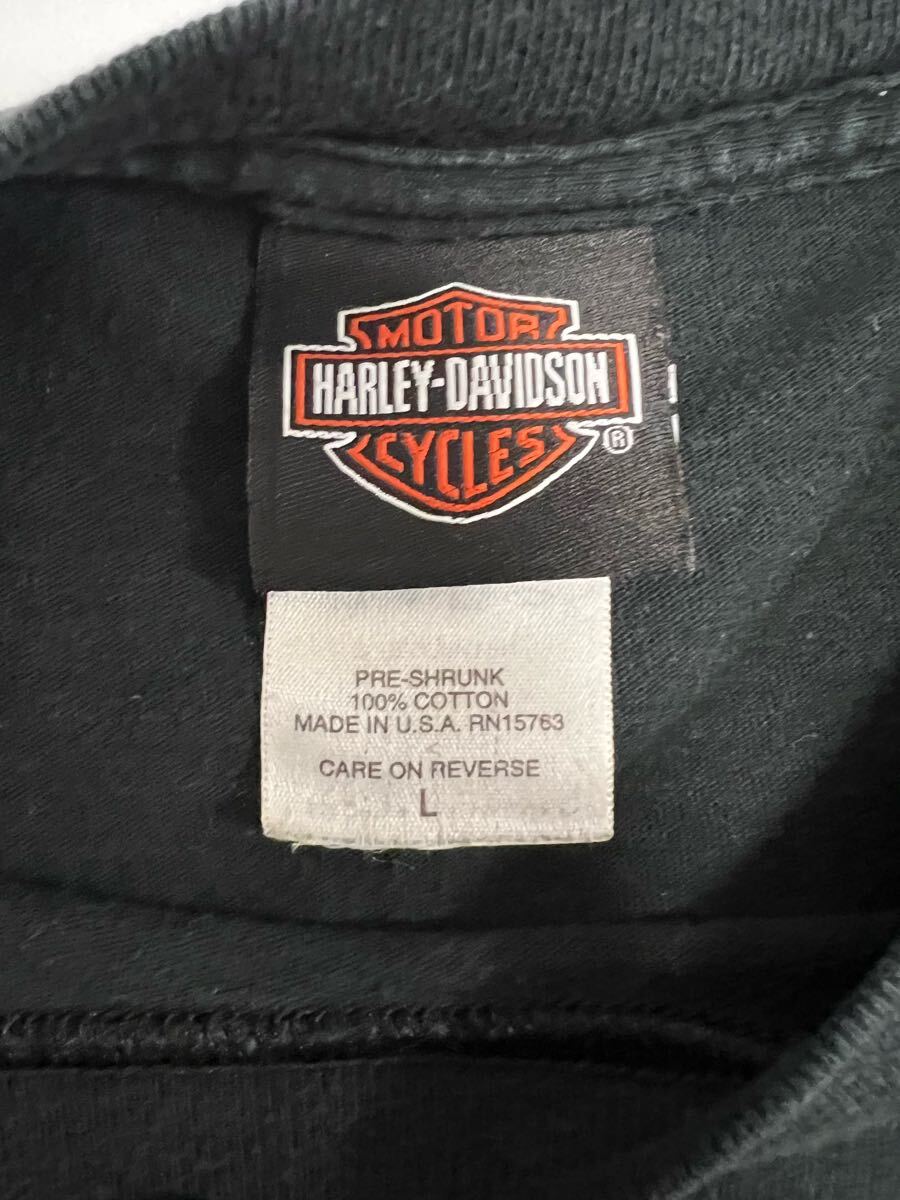 MOTOR
HARLEY-DAVIDSON
CYCLES
®
PRE-SHRUNK
100% COTTON
MADE IN U.S.A. RN15763
CARE ON REVERSE
L